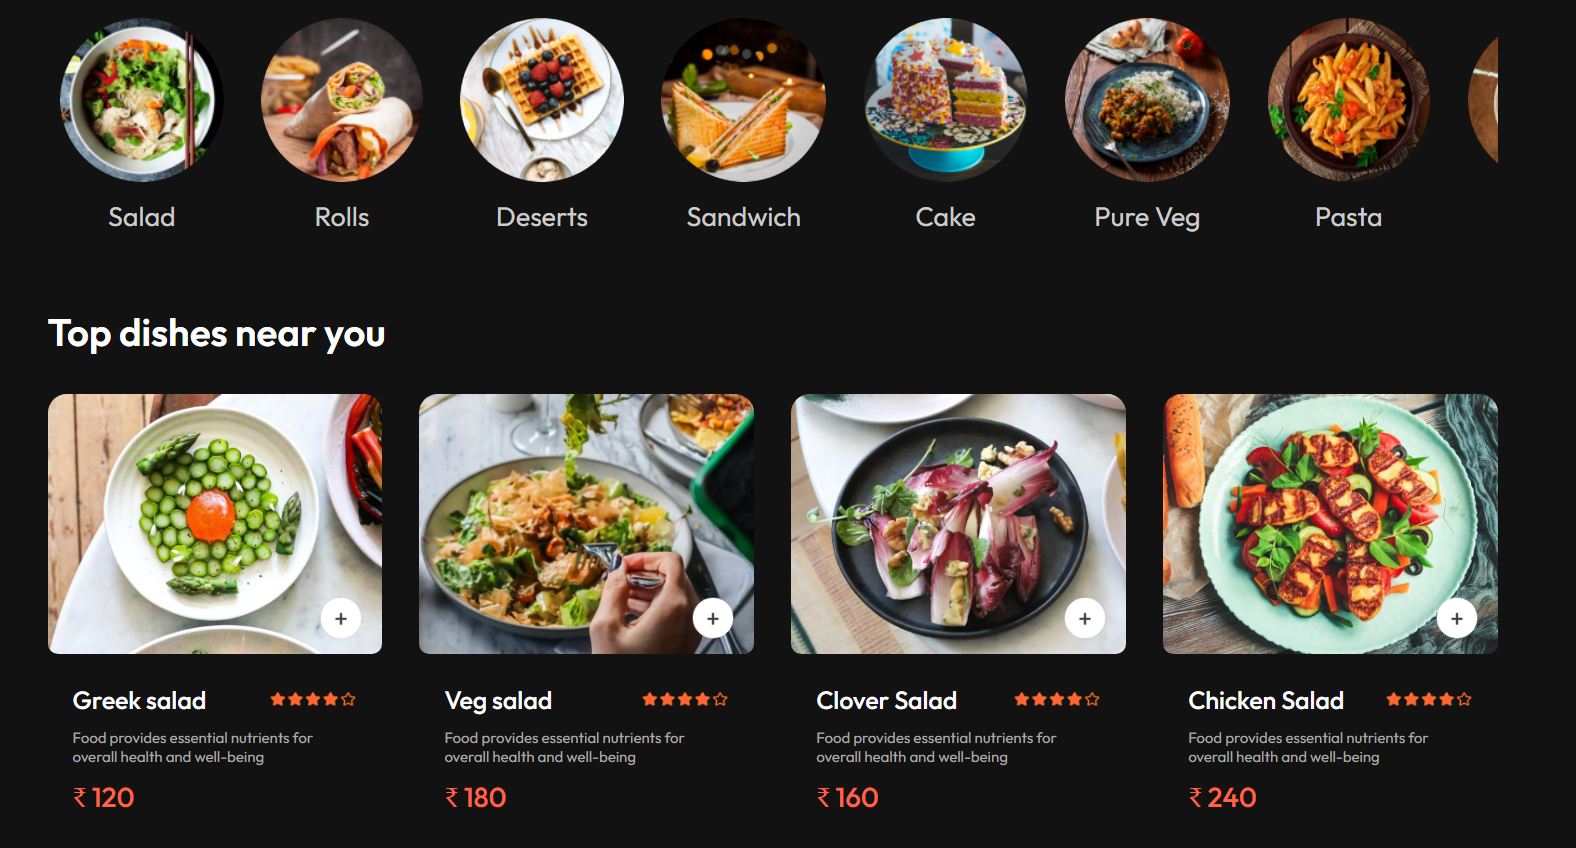 Salad
Rolls
Deserts
Sandwich
Cake
Pure Veg
Pasta
Top dishes near you
Greek salad
Food provides essential nutrients for
overall health and well-being
₹ 120
Veg salad
Food provides essential nutrients for
overall health and well-being
₹ 180
Clover Salad
Food provides essential nutrients for
overall health and well-being
₹ 160
Chicken Salad
Food provides essential nutrients for
overall health and well-being
₹ 240